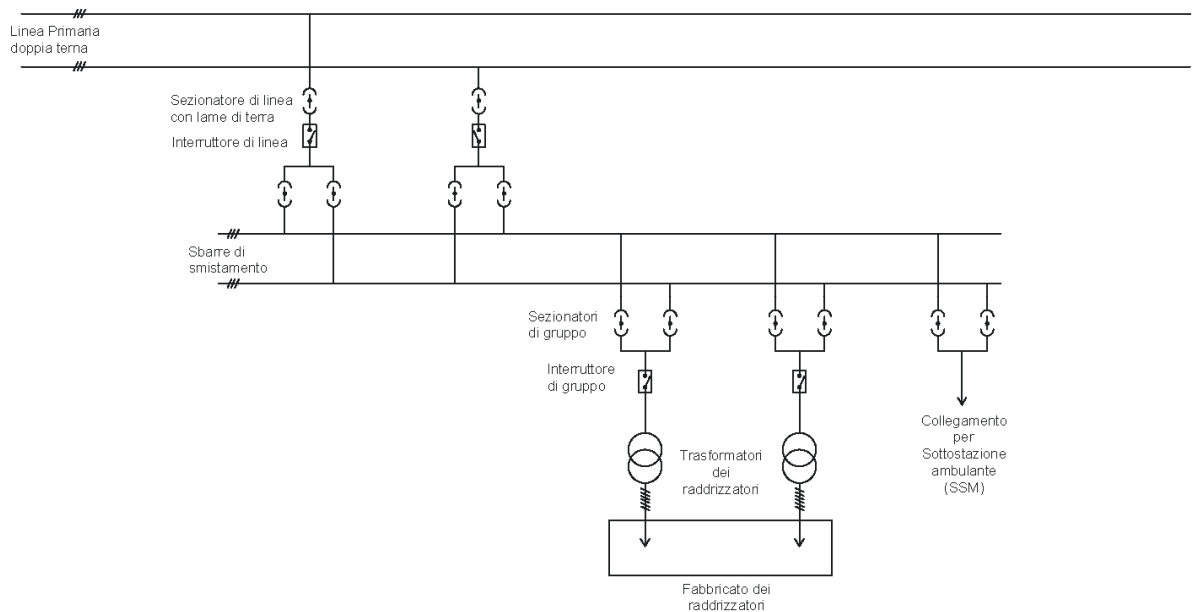 Linea Primaria
doppia terna
Sezionatore di linea
con lame di terra
Interruttore di linea
Sbarre di
smistamento
Sezionatori
di gruppo
Interruttore
di gruppo
Collegamento
per
Sottostazione
ambulante
(SSM)
Trasformatori
dei
raddrizzatori
Fabbricato dei
raddrizzatori